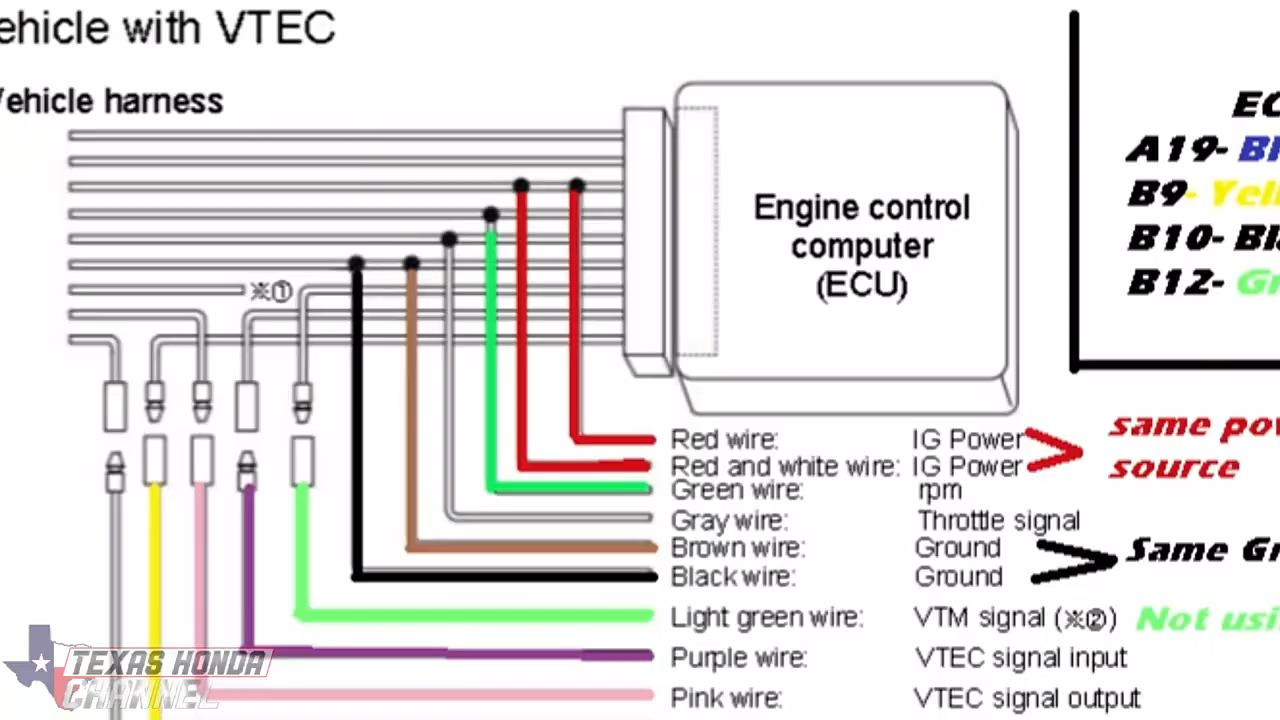 ehicle with VTEC
Vehicle harness
※①
Engine control
computer
(ECU)
A19-
B9-
B10-
B12-
Red wire: IG Power
Red and white wire: IG Power
Green wire: rpm
Gray wire: Throttle signal
Brown wire: Ground
Black wire: Ground
Light green wire: VTM signal (※②)
Purple wire: VTEC signal input
Pink wire: VTEC signal output
same
source
Same
Not
TEXAS HONDA
CHANNEL